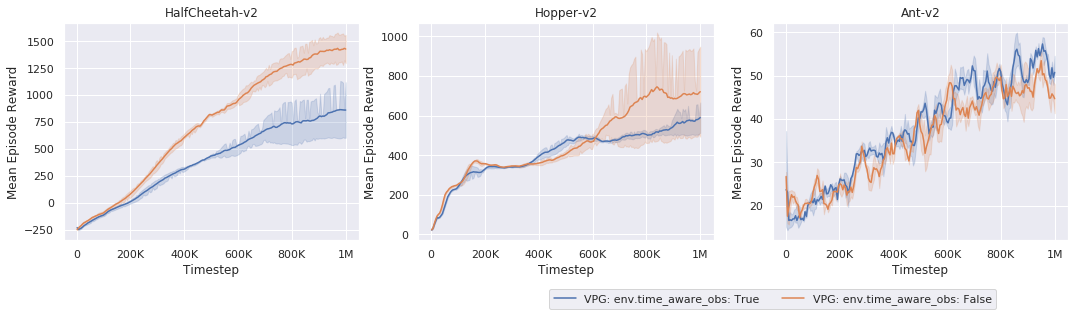 HalfCheetah-v2
Mean Episode Reward
1500
1250
1000
750
500
250
0
−250
0 200K 400K 600K 800K 1M
Timestep
Hopper-v2
Mean Episode Reward
1000
800
600
400
200
0
0 200K 400K 600K 800K 1M
Timestep
Ant-v2
Mean Episode Reward
60
50
40
30
20
0 200K 400K 600K 800K 1M
Timestep
VPG: env.time_aware_obs: True VPG: env.time_aware_obs: False